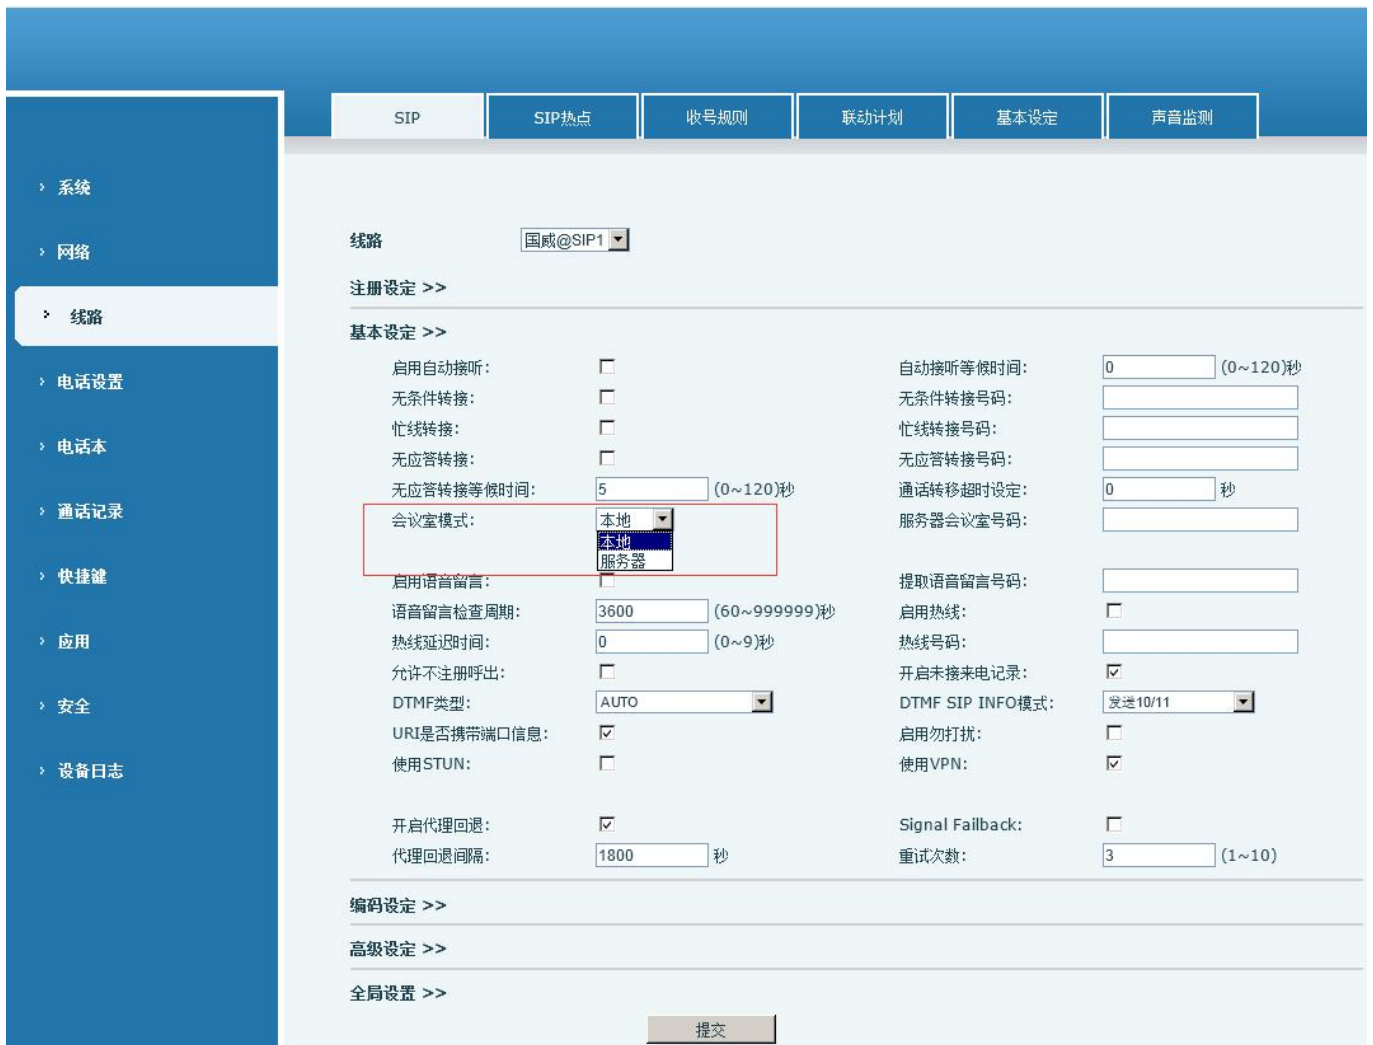 SIP SIP热点 收号规则 联动计划 基本设定 声音监测
系统
网络
线路
电话设置
电话本
通话记录
快捷键
应用
安全
设备日志
线路 国威@SIP1
注册设定 >>
基本设定 >>
启用自动接听: 自动接听等候时间: 0 (0~120)秒
无条件转接: 无条件转接号码:
忙线转接: 忙线转接号码:
无应答转接: 无应答转接号码:
无应答转接等候时间: 5 (0~120)秒 通话转移超时设定: 0 秒
会议室模式: 本地 服务器会议室号码:
本地
服务器
启用语音留言: 提取语音留言号码:
语音留言检查周期: 3600 (60~999999)秒 启用热线:
热线延迟时间: 0 (0~9)秒 热线号码:
允许不注册呼出: 开启未接来电记录:
DTMF类型: AUTO DTMF SIP INFO模式: 发送10/11
URI是否携带端口信息: 启用勿打扰:
使用STUN: 使用VPN:
开启代理回退: Signal Failback:
代理回退间隔: 1800 秒 重试次数: 3 (1~10)
编码设定 >>
高级设定 >>
全局设置 >>
提交